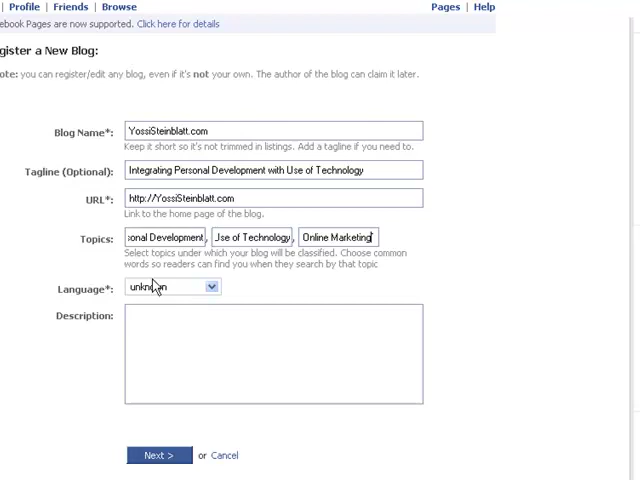 Profile | Friends | Browse Pages | Help
ebook Pages are now supported. Click here for details
gister a New Blog:
ote: you can register/edit any blog, even if it's not your own. The author of the blog can claim it later.
Blog Name*: YossiSteinblatt.com
Keep it short so it's not trimmed in listings. Add a tagline if you need to.
Tagline (Optional): Integrating Personal Development with Use of Technology
URL*: http://YossiSteinblatt.com
Link to the home page of the blog.
Topics: sonal Development, Use of Technology, Online Marketing
Select topics under which your blog will be classified. Choose common
words so readers can find you when they search by that topic
Language*: unknown
Description:
Next > or Cancel